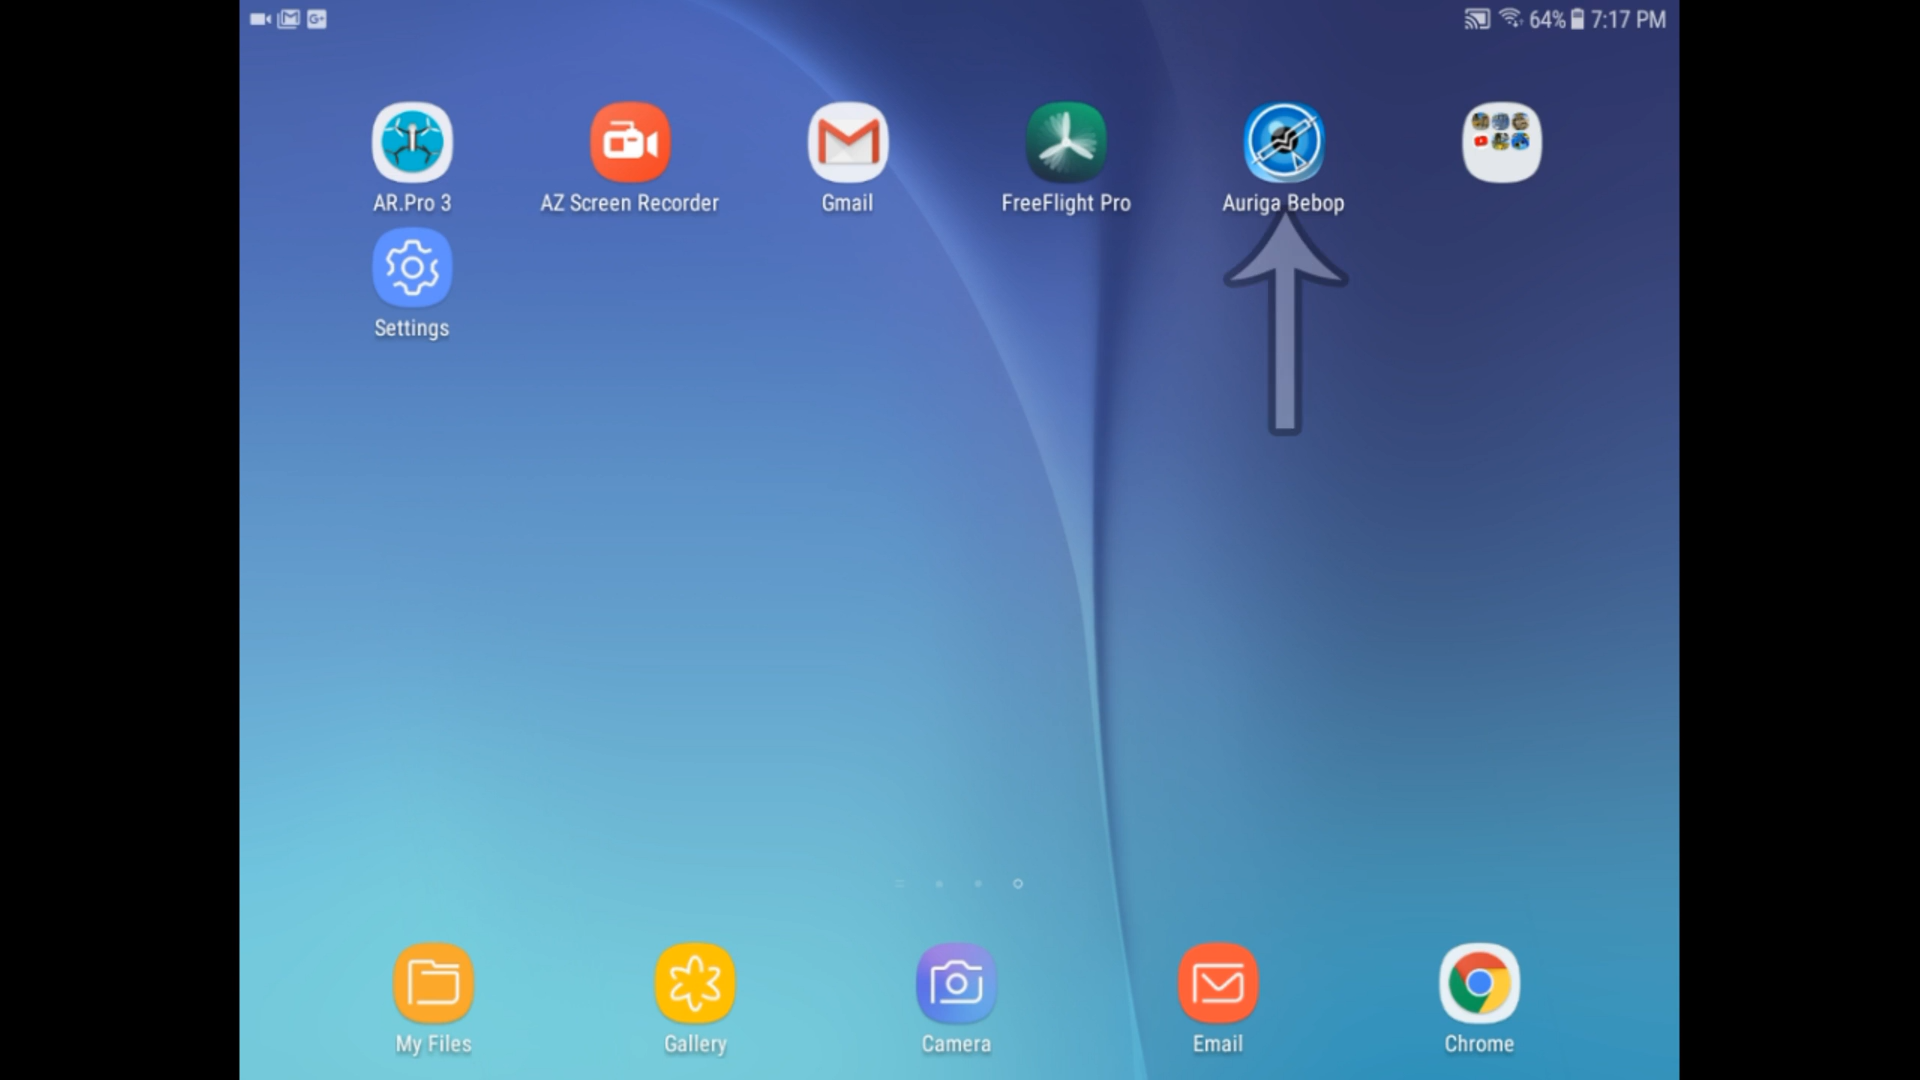 64% 7:17 PM
AR.Pro 3
AZ Screen Recorder
Gmail
FreeFlight Pro
Auriga Bebop
Settings
My Files
Gallery
Camera
Email
Chrome